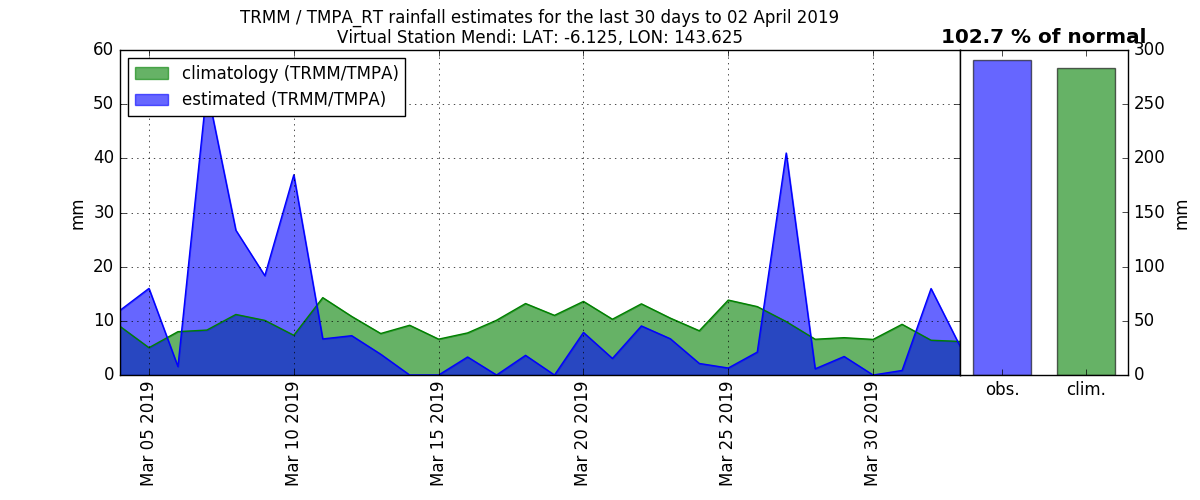 TRMM / TMPA_RT rainfall estimates for the last 30 days to 02 April 2019
Virtual Station Mendi: LAT: -6.125, LON: 143.625
102.7 % of normal
climatology (TRMM/TMPA)
estimated (TRMM/TMPA)
60
50
40
30
20
10
0
mm
Mar 05 2019
Mar 10 2019
Mar 15 2019
Mar 20 2019
Mar 25 2019
Mar 30 2019
300
250
200
150
100
50
0
mm
obs.
clim.